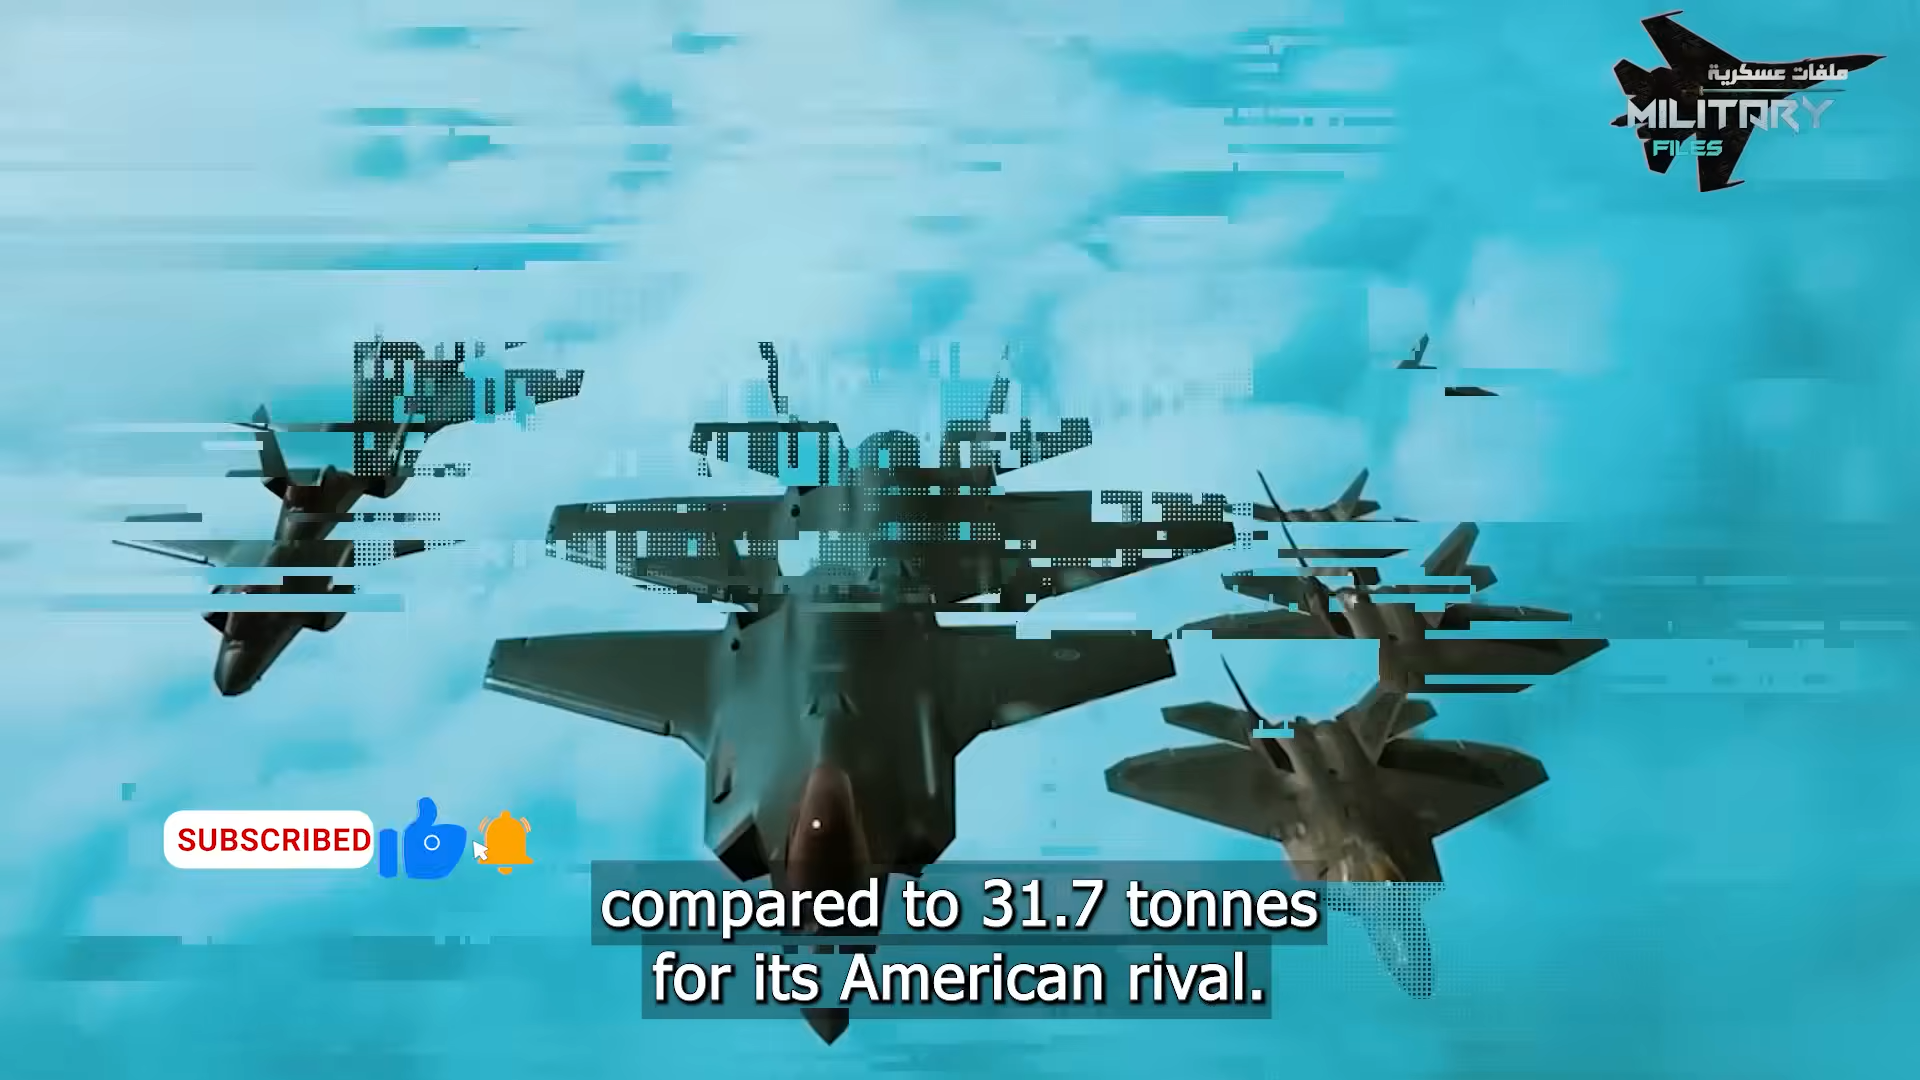 ملفات عسكرية
MILITARY
FILES
SUBSCRIBED
compared to 31.7 tonnes
for its American rival.